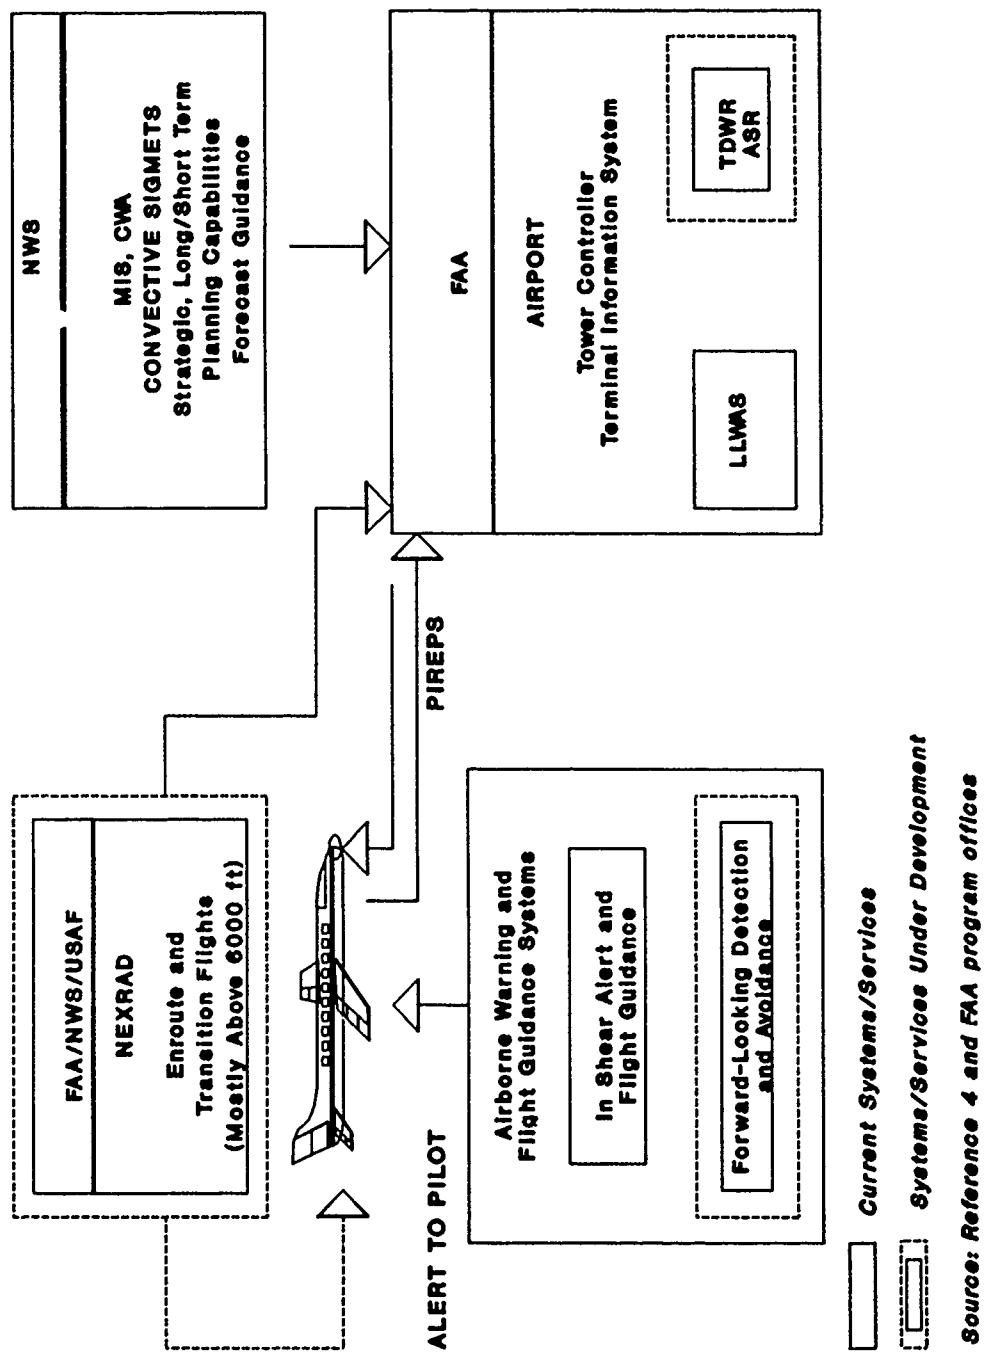 FAA/NWS/USAF
NEXRAD
Enroute and
Transition Flights
(Mostly Above 6000 ft)
NWS
MIS, CWA
CONVECTIVE SIGMETS
Strategic, Long/Short Term
Planning Capabilities
Forecast Guidance
ALERT TO PILOT
PIREPS
FAA
AIRPORT
Tower Controller
Terminal Information System
LLWAS
TDWR
ASR
Airborne Warning and
Flight Guidance Systems
In Shear Alert and
Flight Guidance
Forward-Looking Detection
and Avoidance
Current Systems/Services
Systems/Services Under Development
Source: Reference 4 and FAA program offices